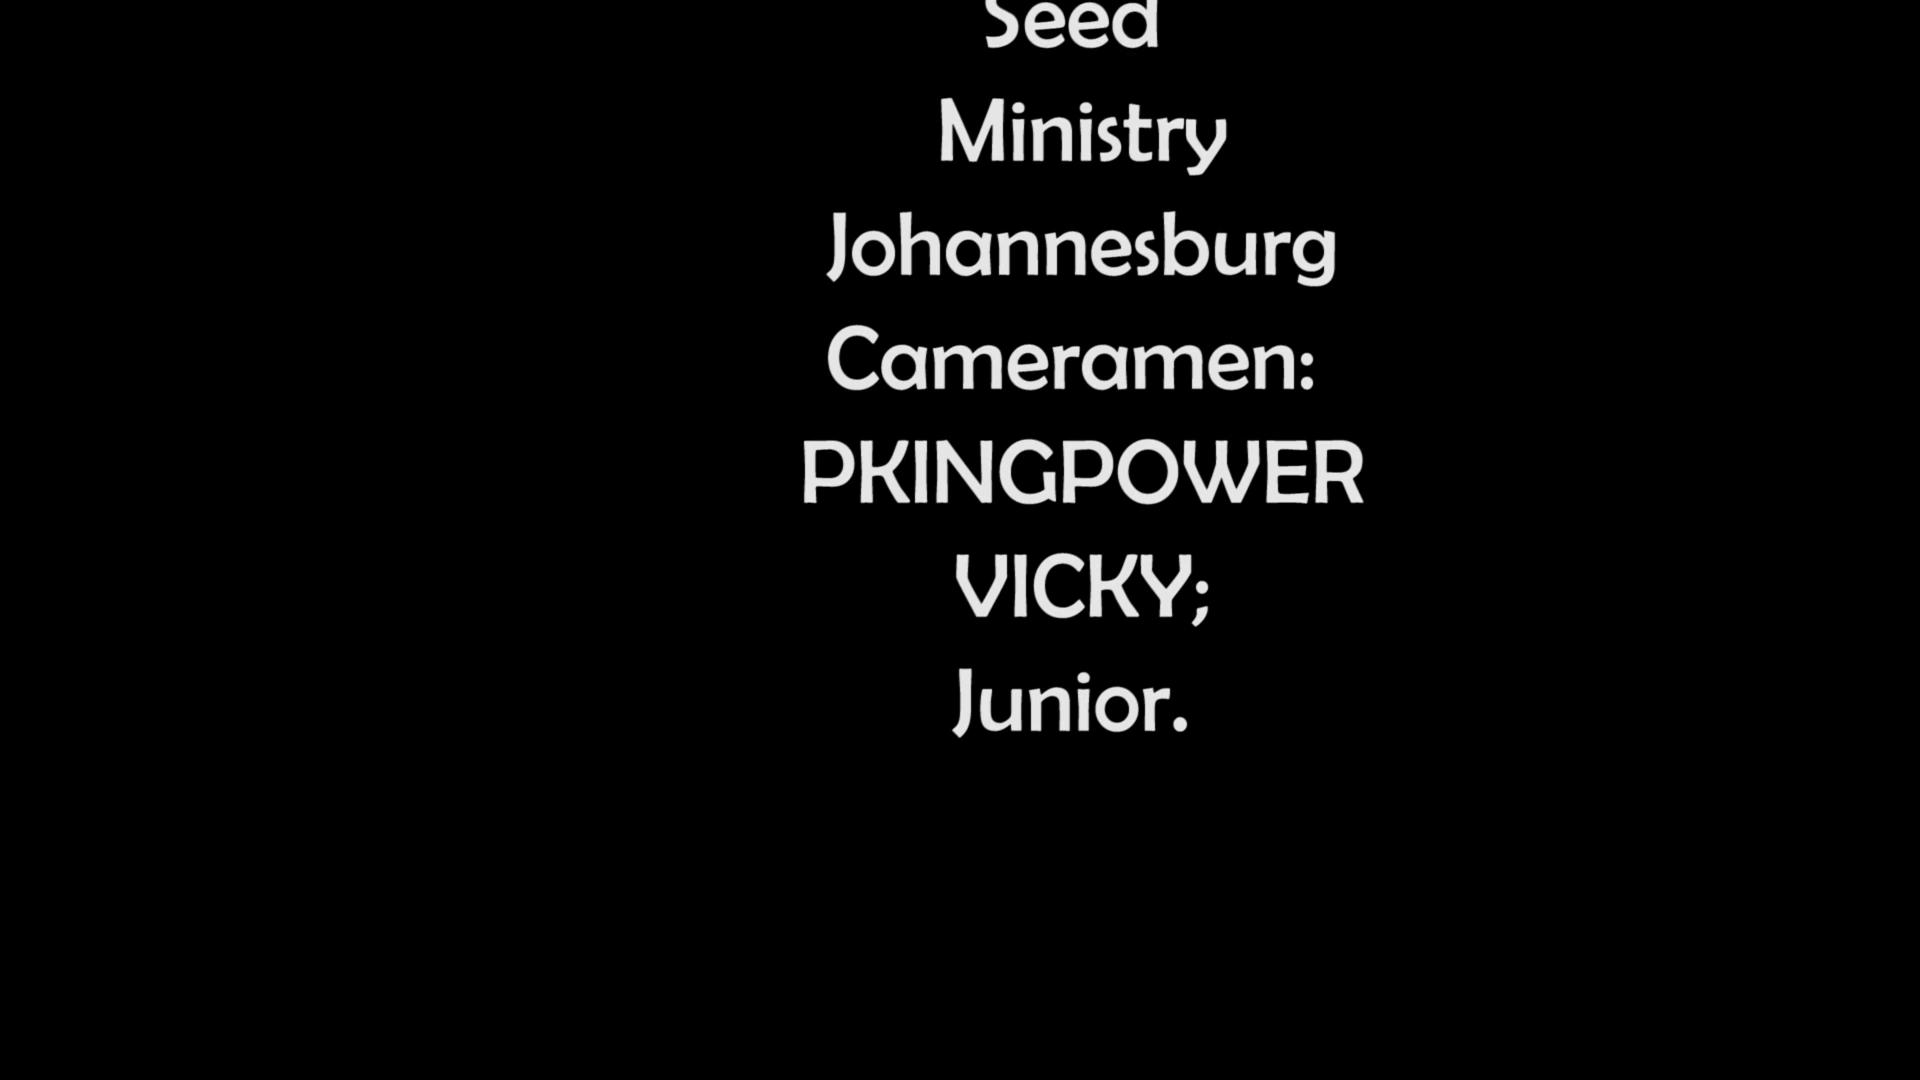 Seed
Ministry
Johannesburg
Cameramen:
PKINGPOWER
VICKY;
Junior.